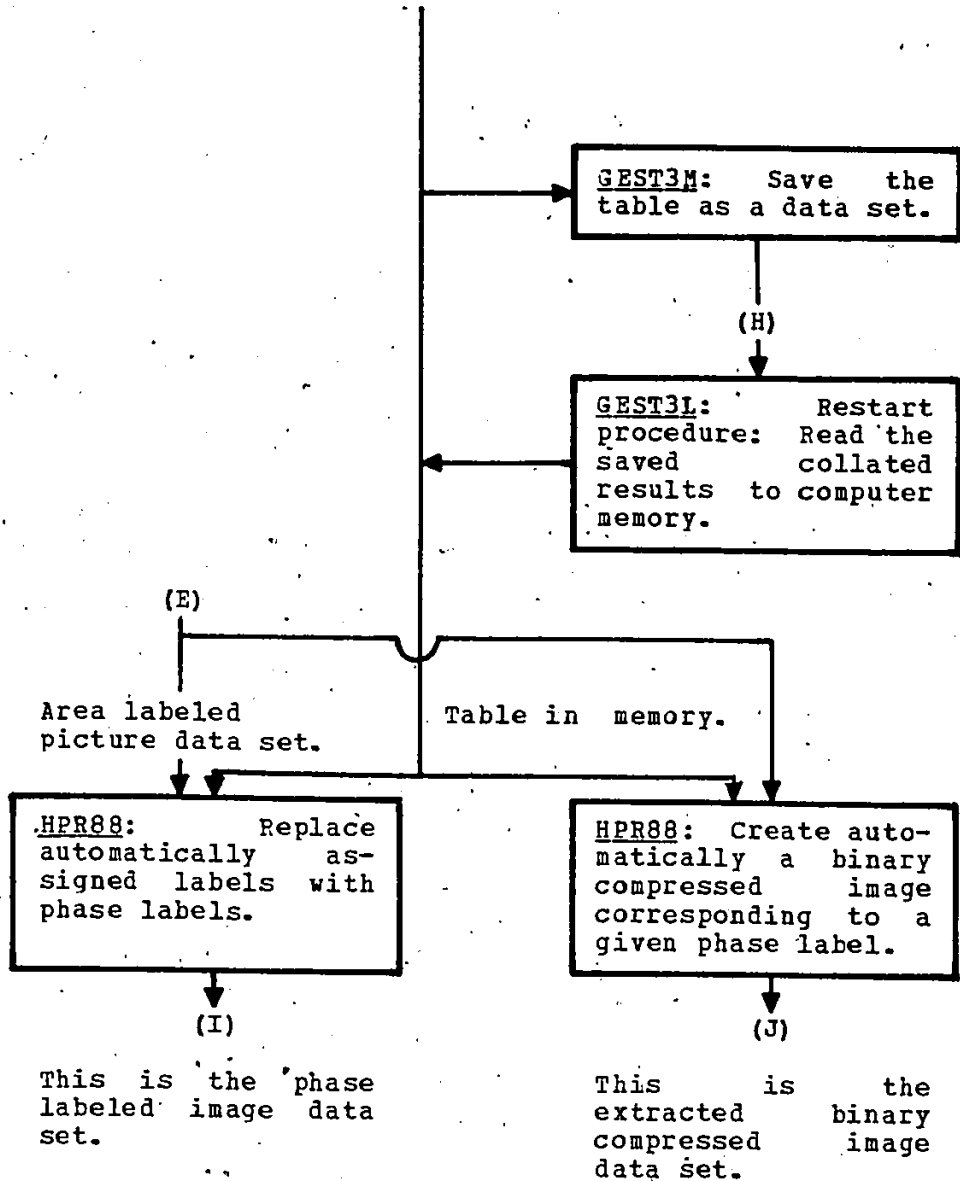 GEST3M: Save the
table as a data set.
(H)
GEST3L: Restart
procedure: Read the
saved collated
results to computer
memory.
(E)
Area labeled
picture data set.
Table in memory.
HPR88: Replace
automatically as-
signed labels with
phase labels.
HPR88: Create auto-
matically a binary
compressed image
corresponding to a
given phase label.
(I)
(J)
This is the phase
labeled image data
set.
This is the
extracted binary
compressed image
data set.